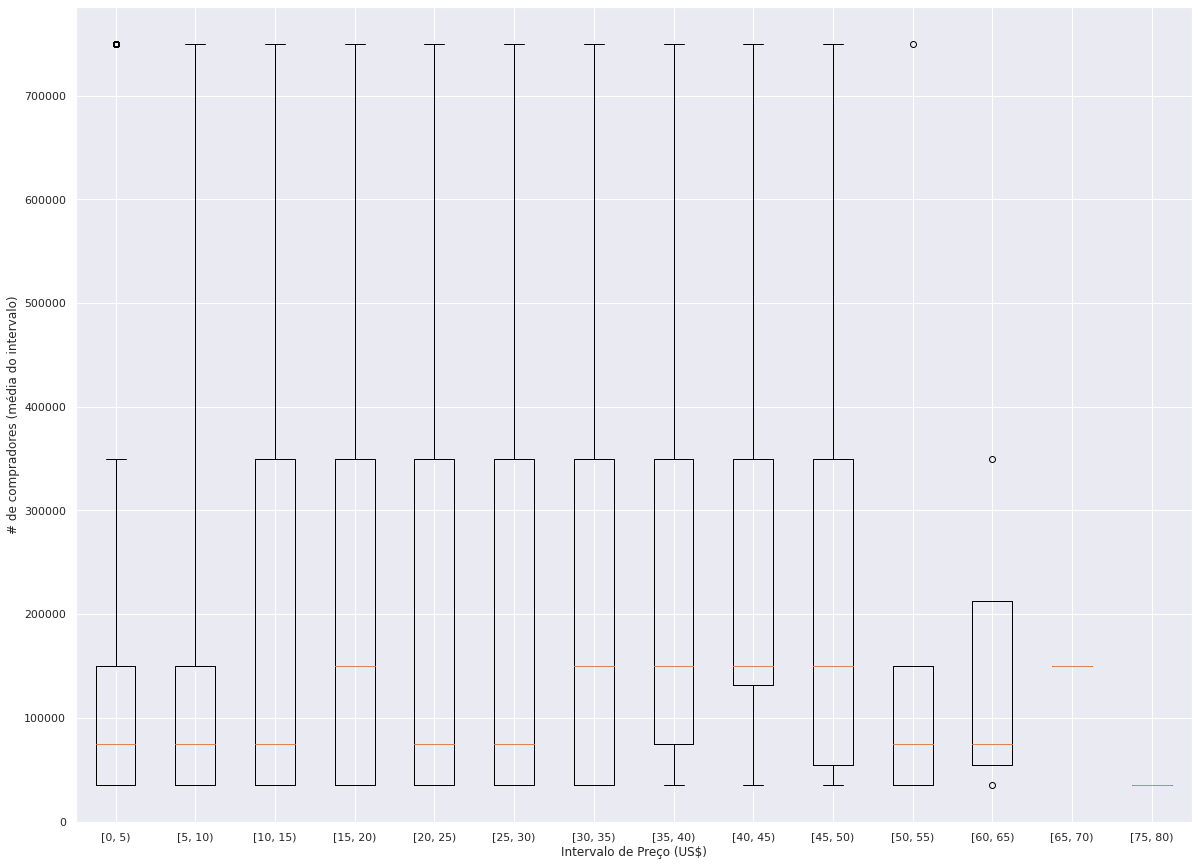 700000
600000
500000
400000
300000
200000
100000
0
# de compradores (média do intervalo)
[0, 5) [5, 10) [10, 15) [15, 20) [20, 25) [25, 30) [30, 35) [35, 40) [40, 45) [45, 50) [50, 55) [60, 65) [65, 70) [75, 80)
Intervalo de Preço (US$)